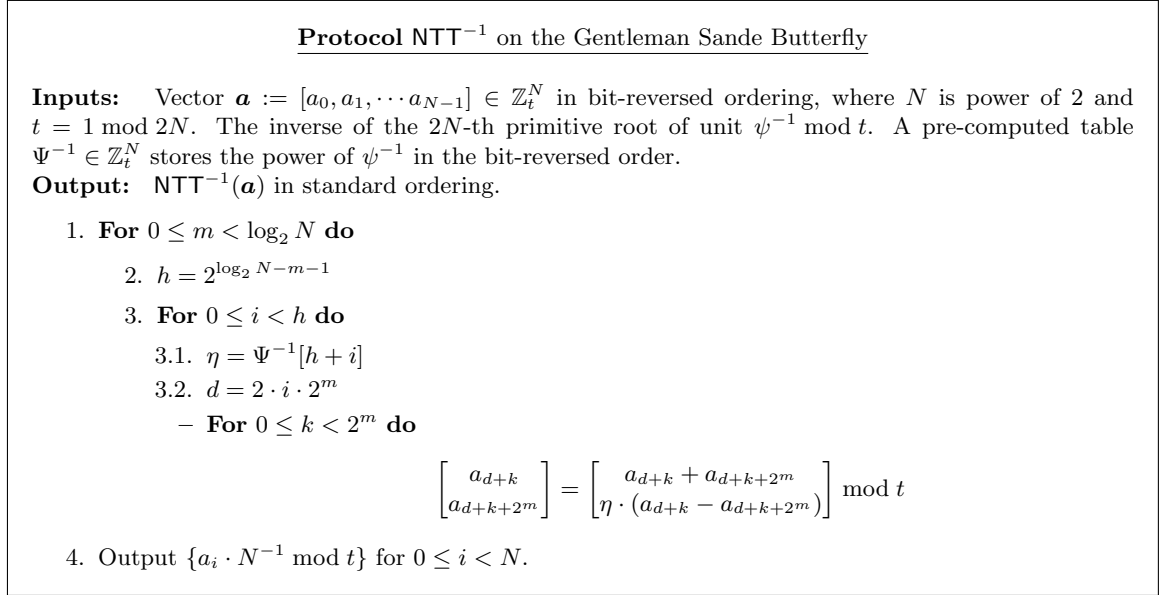 Protocol NTT⁻¹ on the Gentleman Sande Butterfly
Inputs: Vector 𝒂 := [a₀, a₁, ⋯ a_{N−1}] ∈ ℤ_t^N in bit-reversed ordering, where N is power of 2 and
t = 1 mod 2N. The inverse of the 2N-th primitive root of unit ψ⁻¹ mod t. A pre-computed table
Ψ⁻¹ ∈ ℤ_t^N stores the power of ψ⁻¹ in the bit-reversed order.
Output: NTT⁻¹(𝒂) in standard ordering.
1. For 0 ≤ m < log₂ N do
2. h = 2^{log₂ N−m−1}
3. For 0 ≤ i < h do
3.1. η = Ψ⁻¹[h + i]
3.2. d = 2 · i · 2^m
– For 0 ≤ k < 2^m do
[a_{d+k}; a_{d+k+2^m}] = [a_{d+k} + a_{d+k+2^m}; η · (a_{d+k} − a_{d+k+2^m})] mod t
4. Output {a_i · N⁻¹ mod t} for 0 ≤ i < N.